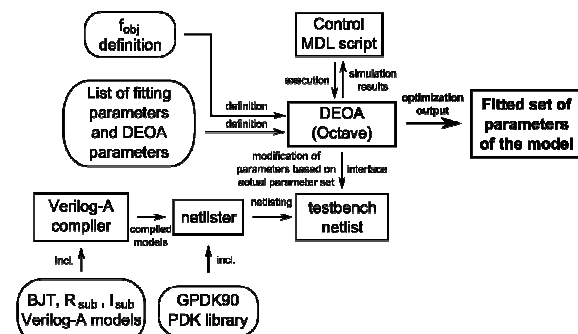 f obj
definition
Control
MDL script
execution
simulation
results
List of fitting
parameters
and DEOA
parameters
definition
definition
DEOA
(Octave)
optimization
output
Fitted set of
parameters
of the model
modification of
parameters based on
actual parameter set
interface
Verilog-A
compiler
compiled
models
netlister
netlisting
testbench
netlist
incl.
incl.
BJT, R sub , I sub
Verilog-A models
GPDK90
PDK library